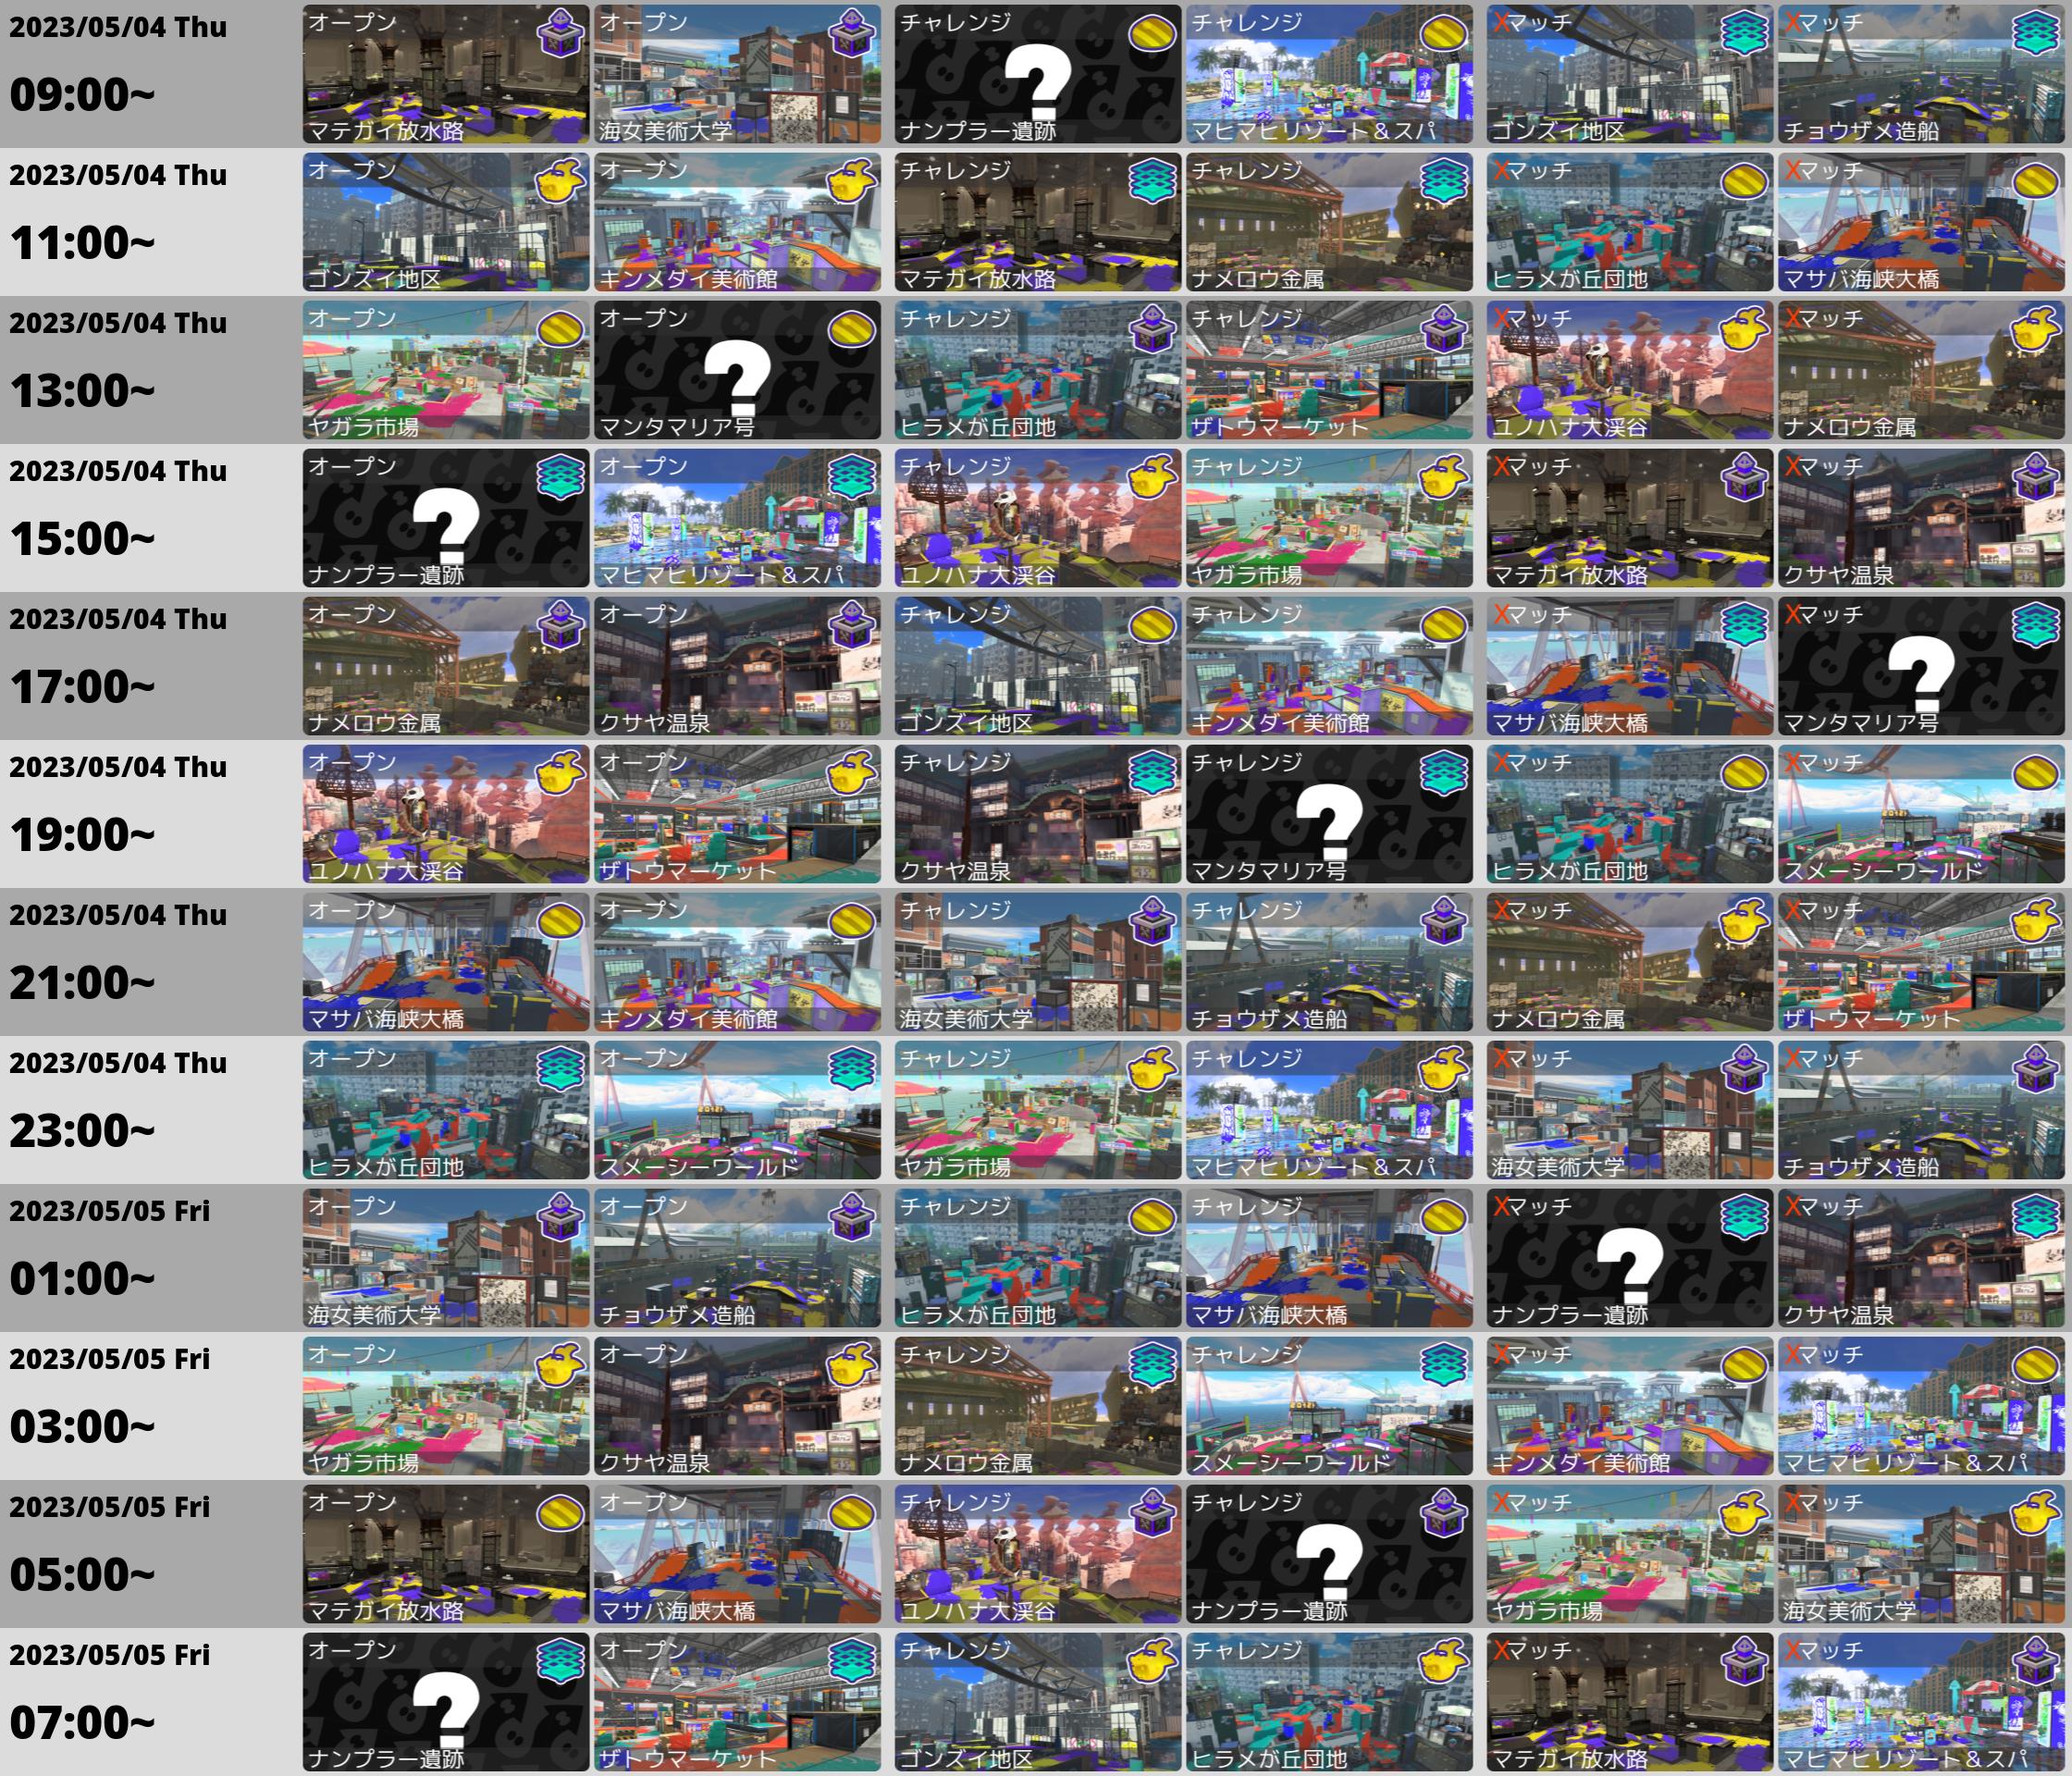 2023/05/04 Thu
09:00~
オープン オープン チャレンジ チャレンジ Xマッチ Xマッチ
マテガイ放水路 海女美術大学 ナンプラー遺跡 マヒマヒリゾート&スパ ゴンズイ地区 チョウザメ造船
2023/05/04 Thu
11:00~
オープン オープン チャレンジ チャレンジ Xマッチ Xマッチ
ゴンズイ地区 キンメダイ美術館 マテガイ放水路 ナメロウ金属 ヒラメが丘団地 マサバ海峡大橋
2023/05/04 Thu
13:00~
オープン オープン チャレンジ チャレンジ Xマッチ Xマッチ
ヤガラ市場 マンタマリア号 ヒラメが丘団地 ザトウマーケット ユノハナ大渓谷 ナメロウ金属
2023/05/04 Thu
15:00~
オープン オープン チャレンジ チャレンジ Xマッチ Xマッチ
ナンプラー遺跡 マヒマヒリゾート&スパ ユノハナ大渓谷 ヤガラ市場 マテガイ放水路 クサヤ温泉
2023/05/04 Thu
17:00~
オープン オープン チャレンジ チャレンジ Xマッチ Xマッチ
ナメロウ金属 クサヤ温泉 ゴンズイ地区 キンメダイ美術館 マサバ海峡大橋 マンタマリア号
2023/05/04 Thu
19:00~
オープン オープン チャレンジ チャレンジ Xマッチ Xマッチ
ユノハナ大渓谷 ザトウマーケット クサヤ温泉 マンタマリア号 ヒラメが丘団地 スメーシーワールド
2023/05/04 Thu
21:00~
オープン オープン チャレンジ チャレンジ Xマッチ Xマッチ
マサバ海峡大橋 キンメダイ美術館 海女美術大学 チョウザメ造船 ナメロウ金属 ザトウマーケット
2023/05/04 Thu
23:00~
オープン オープン チャレンジ チャレンジ Xマッチ Xマッチ
ヒラメが丘団地 スメーシーワールド ヤガラ市場 マヒマヒリゾート&スパ 海女美術大学 チョウザメ造船
2023/05/05 Fri
01:00~
オープン オープン チャレンジ チャレンジ Xマッチ Xマッチ
海女美術大学 チョウザメ造船 ヒラメが丘団地 マサバ海峡大橋 ナンプラー遺跡 クサヤ温泉
2023/05/05 Fri
03:00~
オープン オープン チャレンジ チャレンジ Xマッチ Xマッチ
ヤガラ市場 クサヤ温泉 ナメロウ金属 スメーシーワールド キンメダイ美術館 マヒマヒリゾート&スパ
2023/05/05 Fri
05:00~
オープン オープン チャレンジ チャレンジ Xマッチ Xマッチ
マテガイ放水路 マサバ海峡大橋 ユノハナ大渓谷 ナンプラー遺跡 ヤガラ市場 海女美術大学
2023/05/05 Fri
07:00~
オープン オープン チャレンジ チャレンジ Xマッチ Xマッチ
ナンプラー遺跡 ザトウマーケット ゴンズイ地区 ヒラメが丘団地 マテガイ放水路 マヒマヒリゾート&スパ